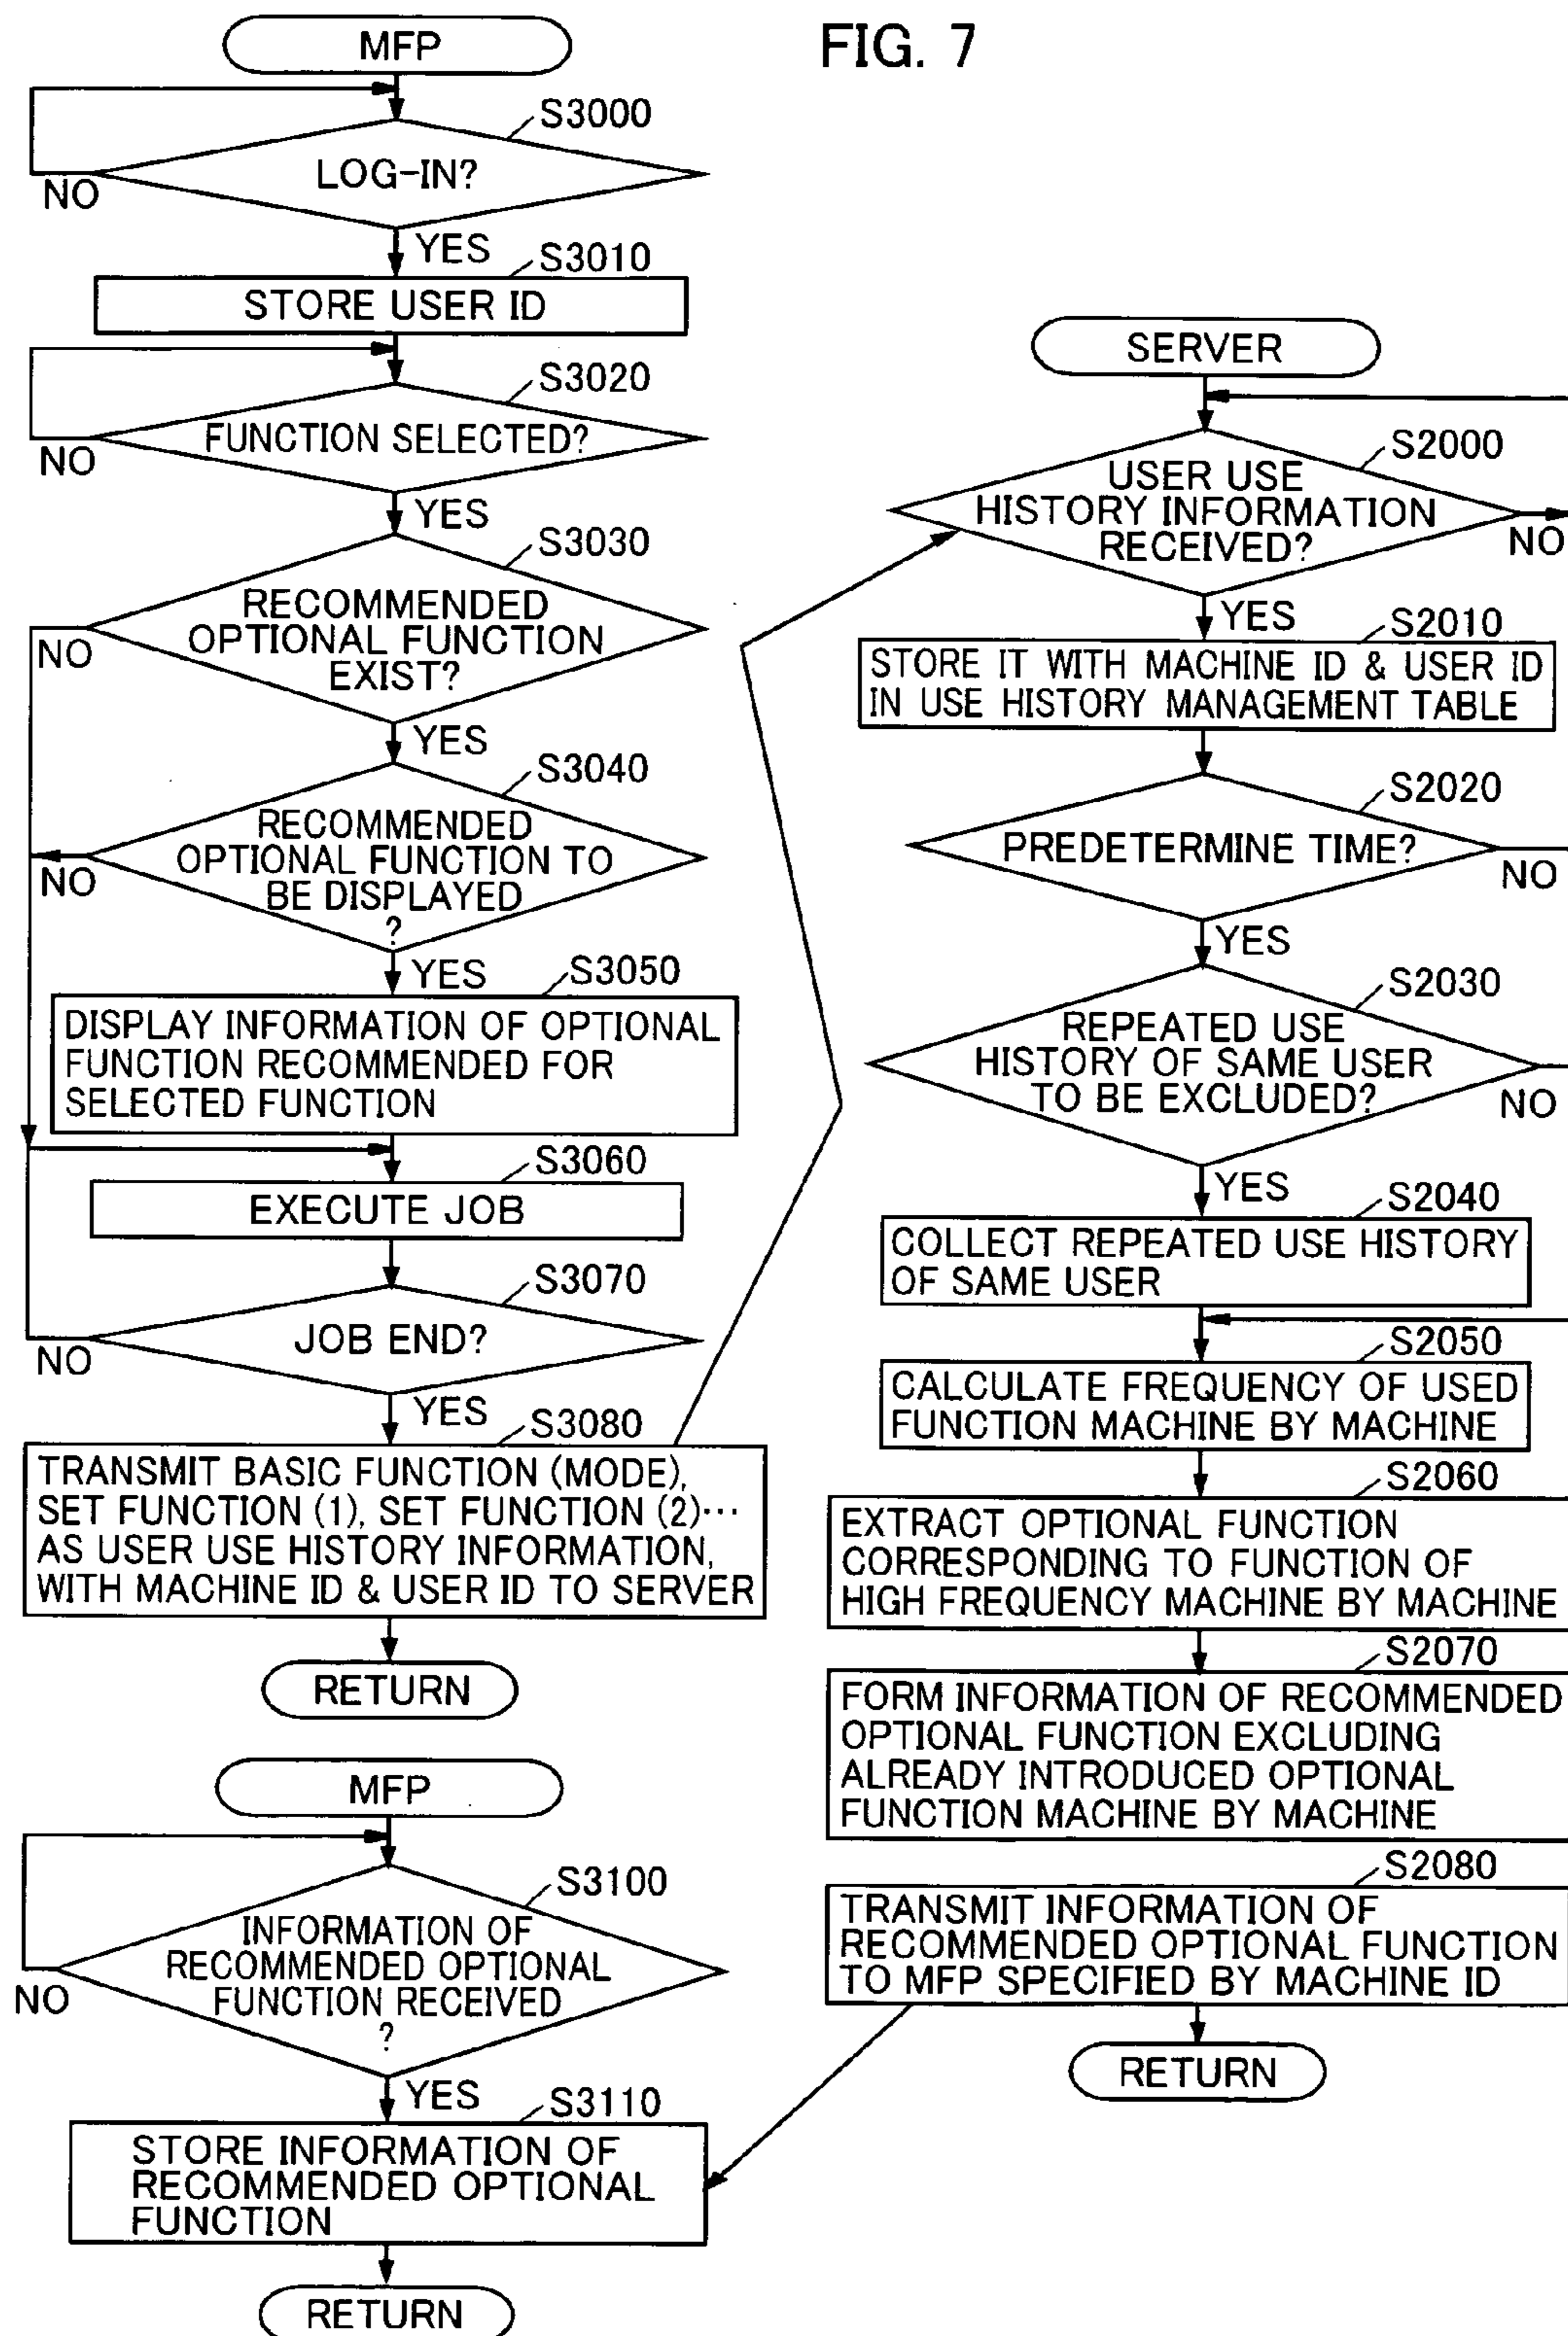 FIG. 7
MFP
S3000
LOG-IN?
NO
YES
S3010
STORE USER ID
S3020
FUNCTION SELECTED?
NO
YES
S3030
RECOMMENDED
OPTIONAL FUNCTION
EXIST?
NO
YES
S3040
RECOMMENDED
OPTIONAL FUNCTION TO
BE DISPLAYED
?
NO
YES
S3050
DISPLAY INFORMATION OF OPTIONAL
FUNCTION RECOMMENDED FOR
SELECTED FUNCTION
S3060
EXECUTE JOB
S3070
JOB END?
NO
YES
S3080
TRANSMIT BASIC FUNCTION (MODE),
SET FUNCTION (1), SET FUNCTION (2)···
AS USER USE HISTORY INFORMATION,
WITH MACHINE ID & USER ID TO SERVER
RETURN
MFP
S3100
INFORMATION OF
RECOMMENDED OPTIONAL
FUNCTION RECEIVED
?
NO
YES
S3110
STORE INFORMATION OF
RECOMMENDED OPTIONAL
FUNCTION
RETURN
SERVER
S2000
USER USE
HISTORY INFORMATION
RECEIVED?
NO
YES
S2010
STORE IT WITH MACHINE ID & USER ID
IN USE HISTORY MANAGEMENT TABLE
S2020
PREDETERMINE TIME?
NO
YES
S2030
REPEATED USE
HISTORY OF SAME USER
TO BE EXCLUDED?
NO
YES
S2040
COLLECT REPEATED USE HISTORY
OF SAME USER
S2050
CALCULATE FREQUENCY OF USED
FUNCTION MACHINE BY MACHINE
S2060
EXTRACT OPTIONAL FUNCTION
CORRESPONDING TO FUNCTION OF
HIGH FREQUENCY MACHINE BY MACHINE
S2070
FORM INFORMATION OF RECOMMENDED
OPTIONAL FUNCTION EXCLUDING
ALREADY INTRODUCED OPTIONAL
FUNCTION MACHINE BY MACHINE
S2080
TRANSMIT INFORMATION OF
RECOMMENDED OPTIONAL FUNCTION
TO MFP SPECIFIED BY MACHINE ID
RETURN